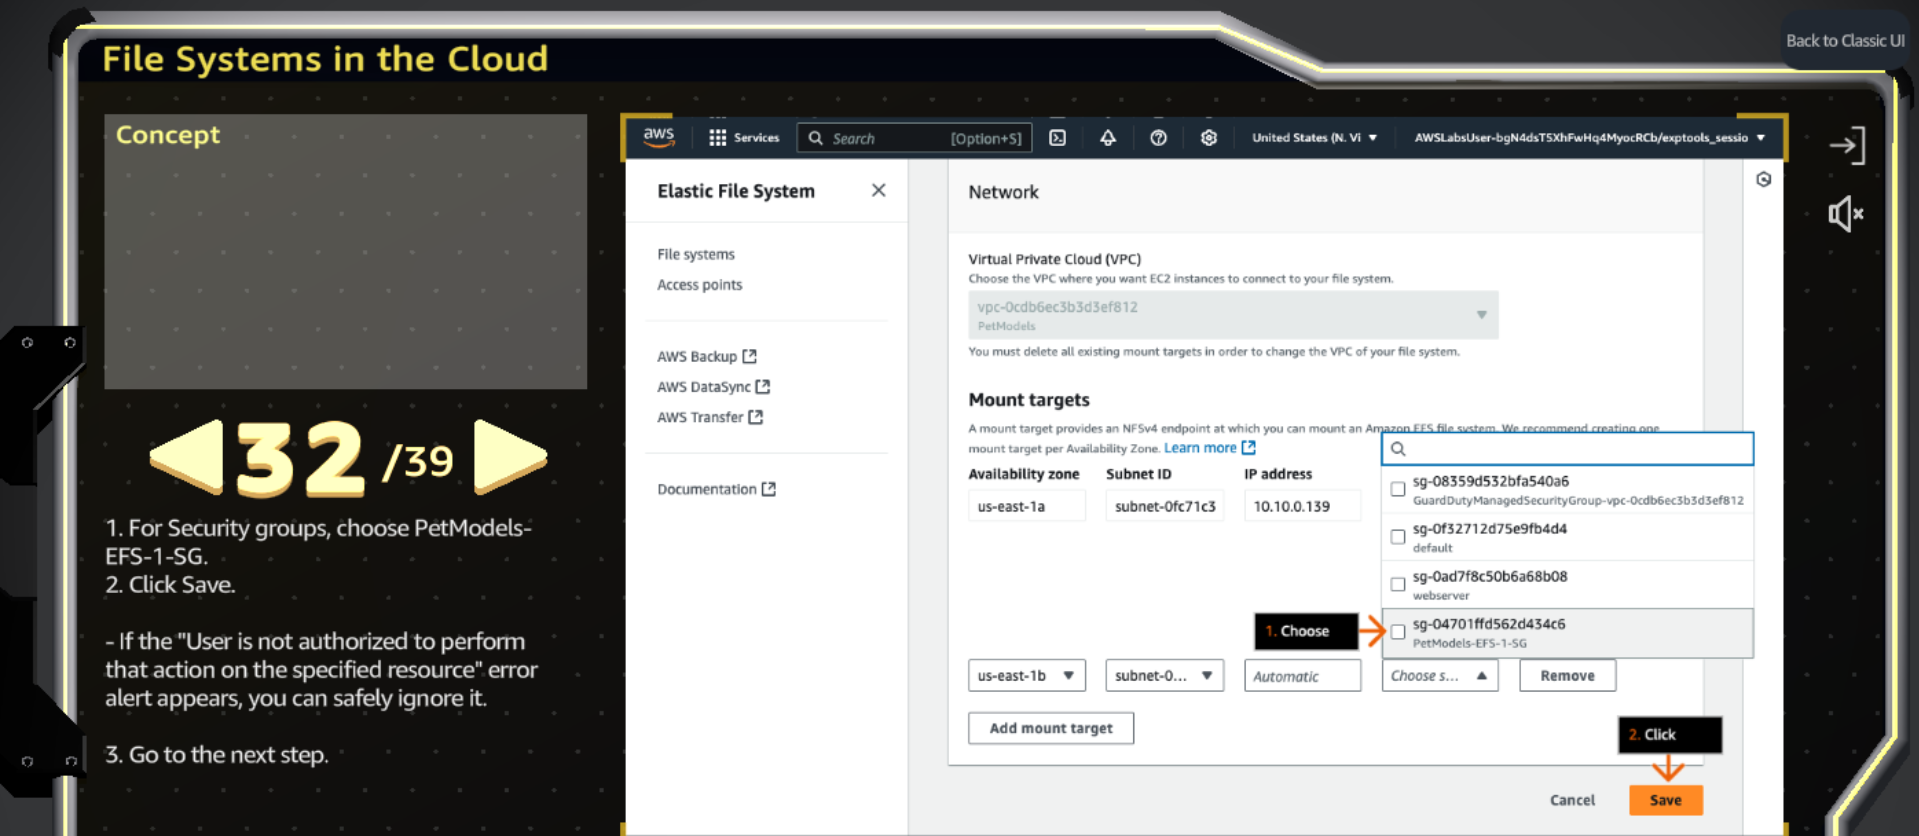 Back to Classic UI
File Systems in the Cloud
Concept
32 /39
1. For Security groups, choose PetModels-
EFS-1-SG.
2. Click Save.
- If the "User is not authorized to perform
that action on the specified resource" error
alert appears, you can safely ignore it.
3. Go to the next step.
aws Services Search [Option+S] United States (N. Vi AWSLabsUser-bgN4dsT5XhFwHq4MyocRCb/exptools_sessio
Elastic File System
File systems
Access points
AWS Backup
AWS DataSync
AWS Transfer
Documentation
Network
Virtual Private Cloud (VPC)
Choose the VPC where you want EC2 instances to connect to your file system.
vpc-0cdb6ec3b3d3ef812
PetModels
You must delete all existing mount targets in order to change the VPC of your file system.
Mount targets
A mount target provides an NFSv4 endpoint at which you can mount an Amazon EFS file system. We recommend creating one
mount target per Availability Zone. Learn more
Availability zone Subnet ID IP address
us-east-1a subnet-0fc71c3 10.10.0.139
sg-08359d532bfa540a6
GuardDutyManagedSecurityGroup-vpc-0cdb6ec3b3d3ef812
sg-0f32712d75e9fb4d4
default
sg-0ad7f8c50b6a68b08
webserver
1. Choose
sg-04701ffd562d434c6
PetModels-EFS-1-SG
us-east-1b subnet-0... Automatic Choose s... Remove
Add mount target
2. Click
Cancel Save